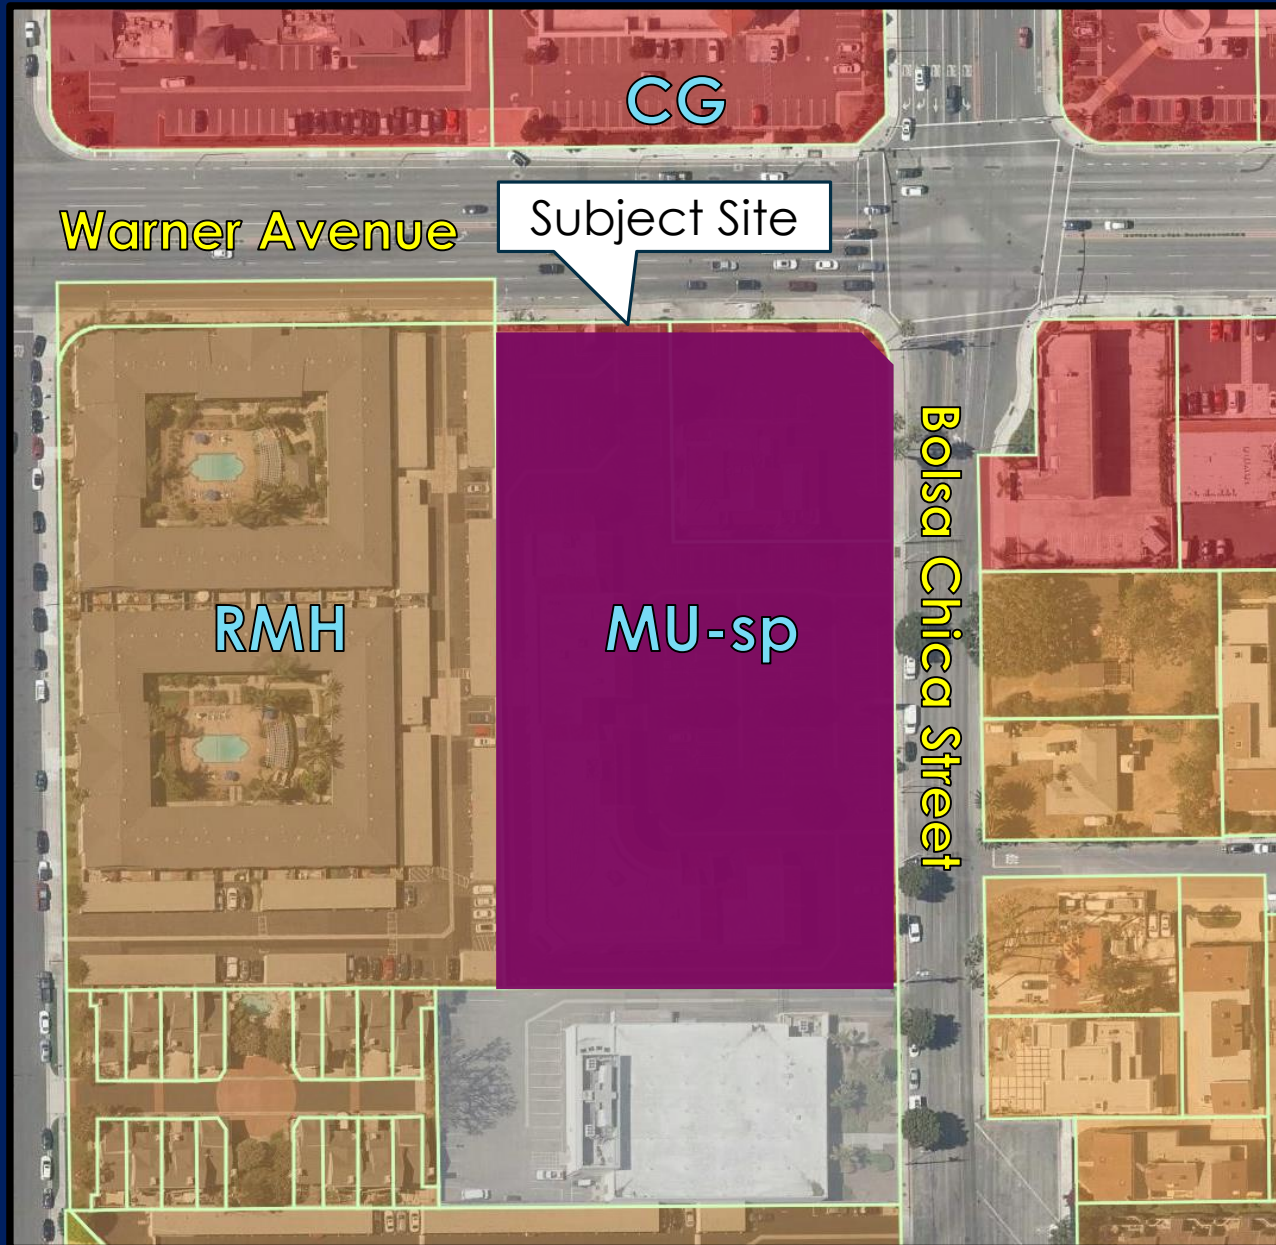 CG
Warner Avenue
Subject Site
Bolsa Chica Street
RMH
MU-sp